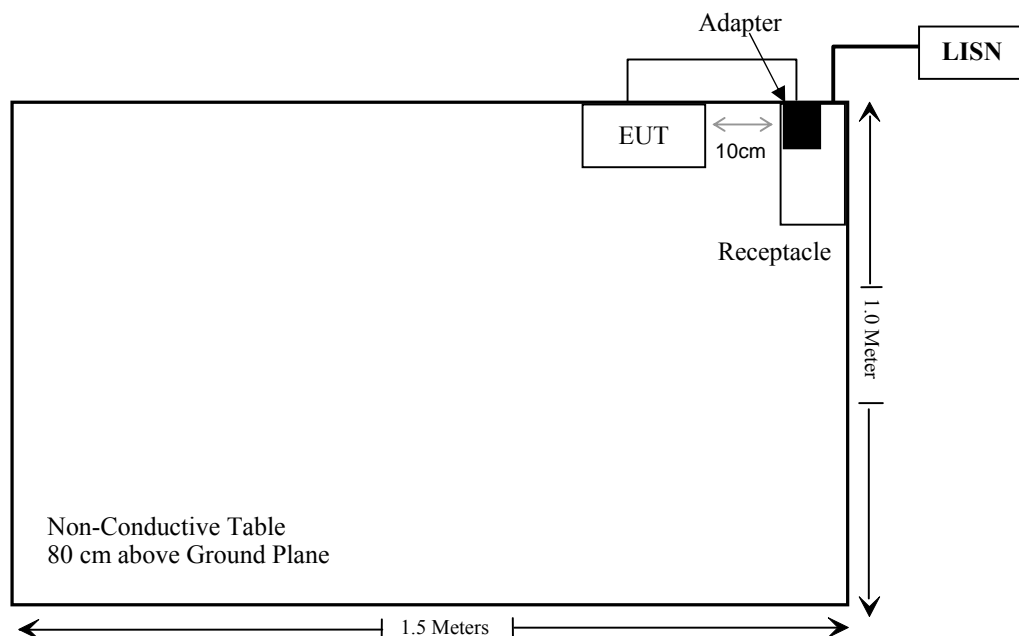 Adapter
LISN
EUT
10cm
Receptacle
1.0 Meter
Non-Conductive Table
80 cm above Ground Plane
1.5 Meters